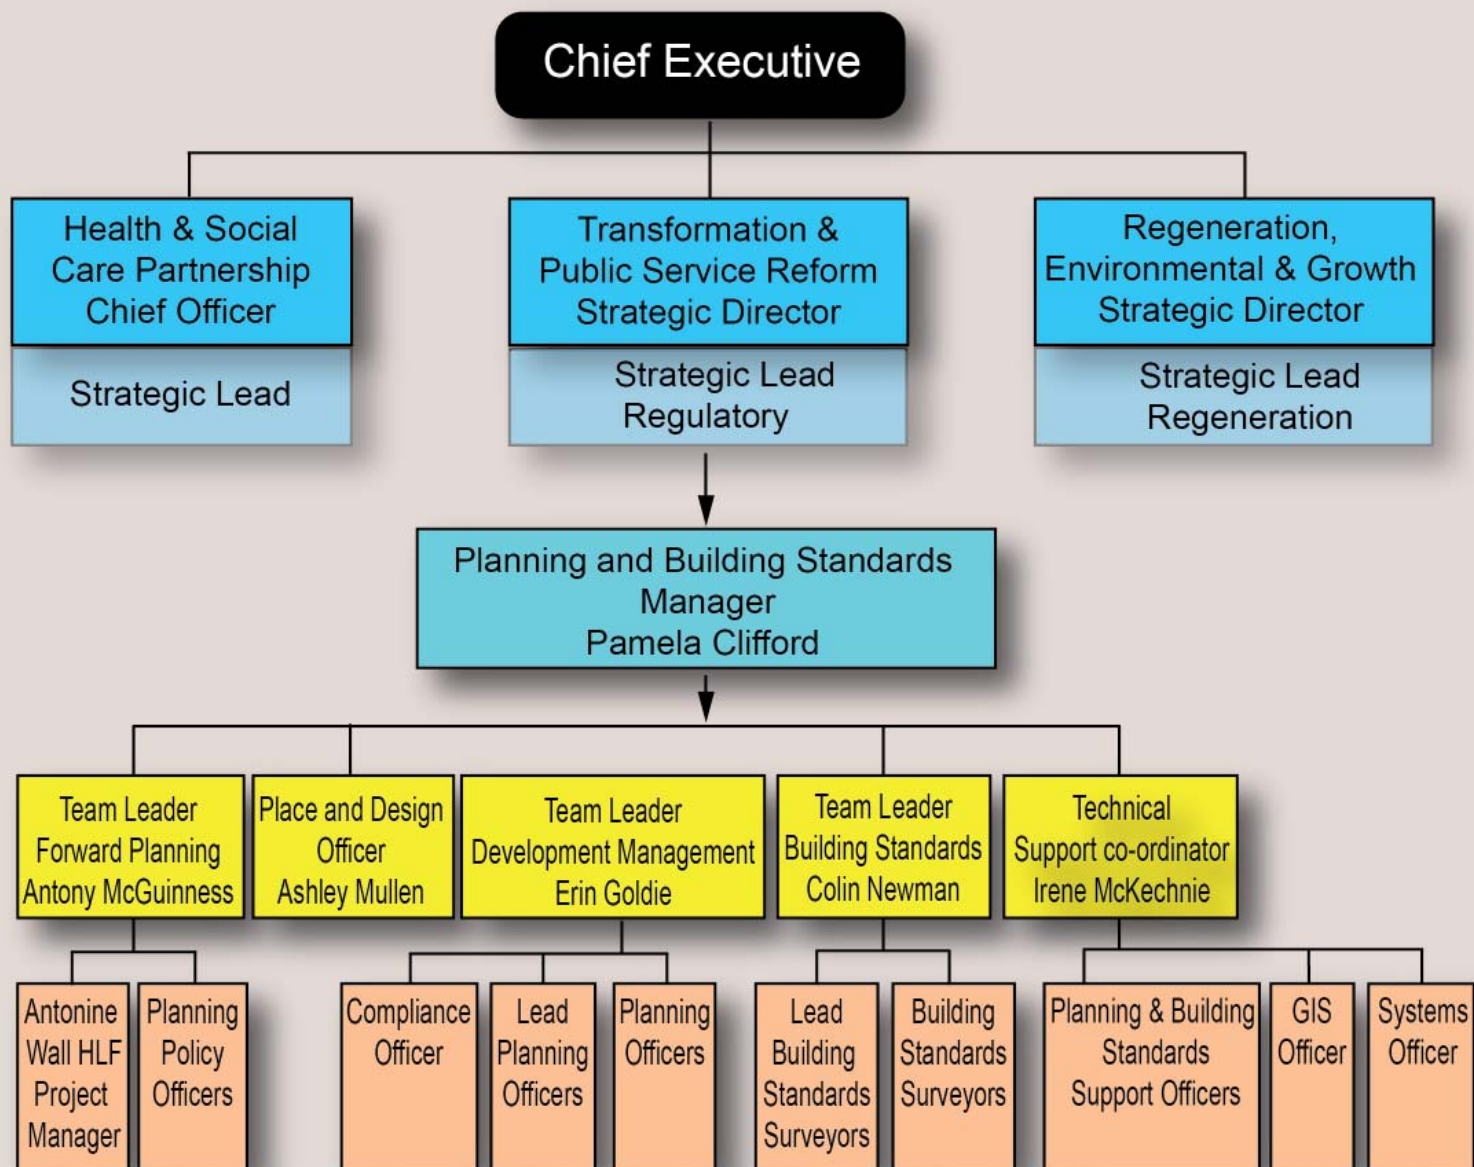 Chief Executive
Health & Social
Care Partnership
Chief Officer
Strategic Lead
Transformation &
Public Service Reform
Strategic Director
Strategic Lead
Regulatory
Regeneration,
Environmental & Growth
Strategic Director
Strategic Lead
Regeneration
Planning and Building Standards
Manager
Pamela Clifford
Team Leader
Forward Planning
Antony McGuinness
Place and Design
Officer
Ashley Mullen
Team Leader
Development Management
Erin Goldie
Team Leader
Building Standards
Colin Newman
Technical
Support co-ordinator
Irene McKechnie
Antonine
Wall HLF
Project
Manager
Planning
Policy
Officers
Compliance
Officer
Lead
Planning
Officers
Planning
Officers
Lead
Building
Standards
Surveyors
Building
Standards
Surveyors
Planning & Building
Standards
Support Officers
GIS
Officer
Systems
Officer